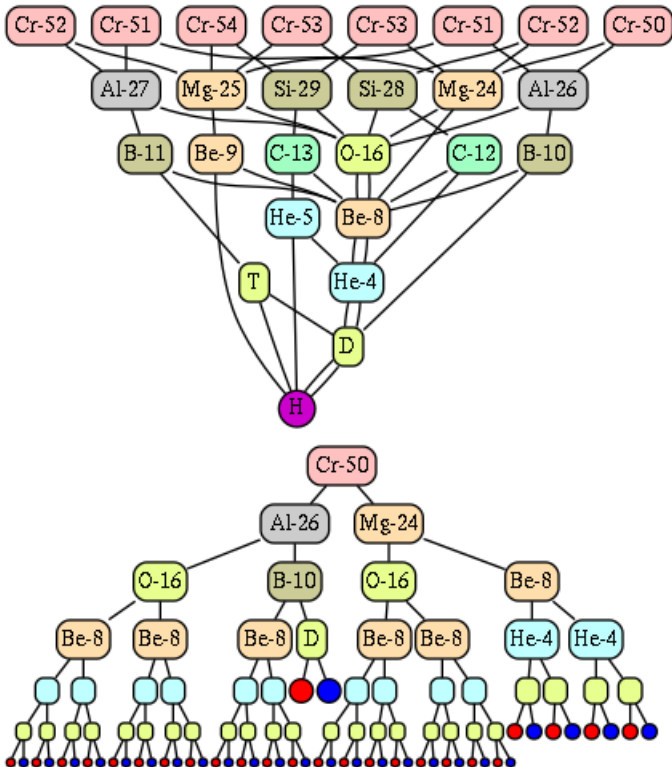 Cr-52 Cr-51 Cr-54 Cr-53 Cr-53 Cr-51 Cr-52 Cr-50
Al-27 Mg-25 Si-29 Si-28 Mg-24 Al-26
B-11 Be-9 C-13 O-16 C-12 B-10
He-5 Be-8
T He-4
D
H
Cr-50
Al-26 Mg-24
O-16 B-10 O-16 Be-8
Be-8 Be-8 Be-8 D Be-8 Be-8 He-4 He-4